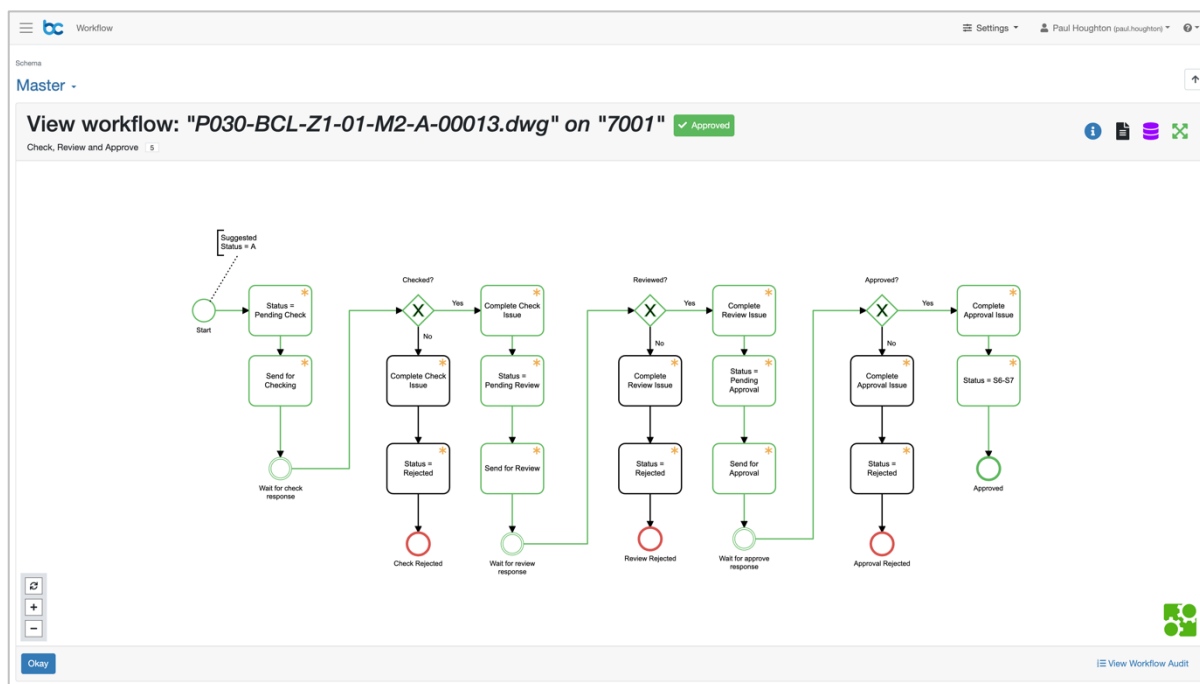 bc Workflow Settings Paul Houghton (paul.houghton)
Schema
Master
View workflow: "P030-BCL-Z1-01-M2-A-00013.dwg" on "7001" Approved
Check, Review and Approve 5
Suggested
Status = A
Start
Status =
Pending Check
Send for
Checking
Wait for check
response
Checked?
X
Yes
No
Complete Check
Issue
Status =
Rejected
Check Rejected
Complete Check
Issue
Status =
Pending Review
Send for Review
Wait for review
response
Reviewed?
X
Yes
No
Complete
Review Issue
Status =
Rejected
Review Rejected
Complete
Review Issue
Status =
Pending
Approval
Send for
Approval
Wait for approve
response
Approved?
X
Yes
No
Complete
Approval Issue
Status =
Rejected
Approval Rejected
Complete
Approval Issue
Status = S6-S7
Approved
Okay
View Workflow Audit